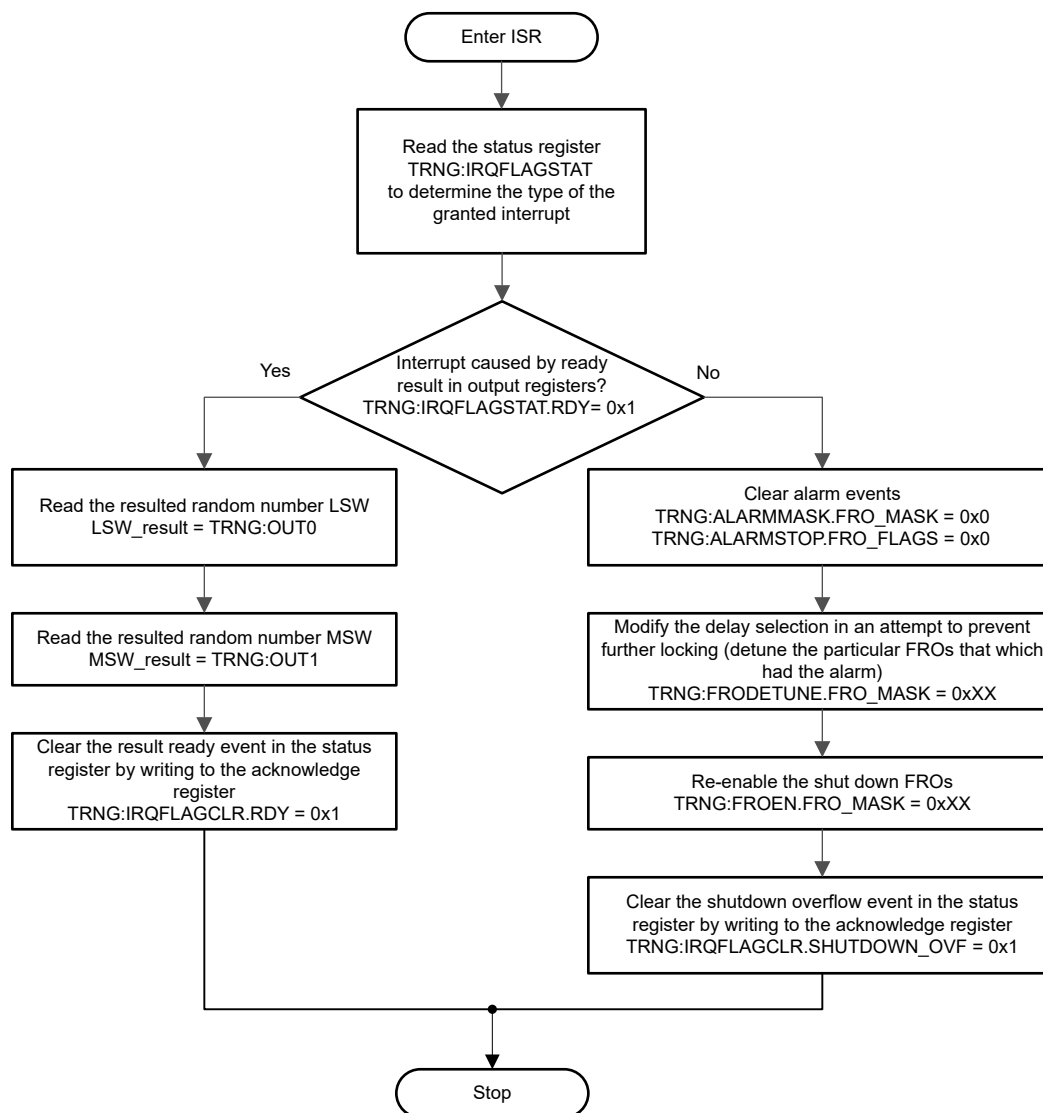 Enter ISR
Read the status register
TRNG:IRQFLAGSTAT
to determine the type of the
granted interrupt
Interrupt caused by ready
result in output registers?
TRNG:IRQFLAGSTAT.RDY= 0x1
Yes
No
Read the resulted random number LSW
LSW_result = TRNG:OUT0
Read the resulted random number MSW
MSW_result = TRNG:OUT1
Clear the result ready event in the status
register by writing to the acknowledge
register
TRNG:IRQFLAGCLR.RDY = 0x1
Clear alarm events
TRNG:ALARMMASK.FRO_MASK = 0x0
TRNG:ALARMSTOP.FRO_FLAGS = 0x0
Modify the delay selection in an attempt to prevent
further locking (detune the particular FROs that which
had the alarm)
TRNG:FRODETUNE.FRO_MASK = 0xXX
Re-enable the shut down FROs
TRNG:FROEN.FRO_MASK = 0xXX
Clear the shutdown overflow event in the status
register by writing to the acknowledge register
TRNG:IRQFLAGCLR.SHUTDOWN_OVF = 0x1
Stop